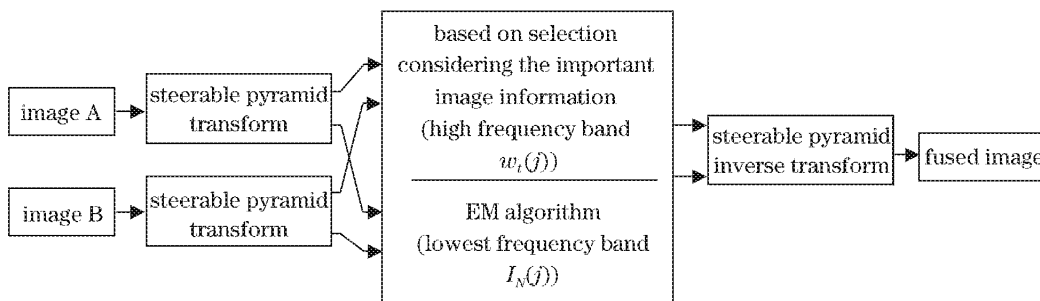 image A
steerable pyramid
transform
image B
steerable pyramid
transform
based on selection
considering the important
image information
(high frequency band
w_t(j))
EM algorithm
(lowest frequency band
I_N(j))
steerable pyramid
inverse transform
fused image